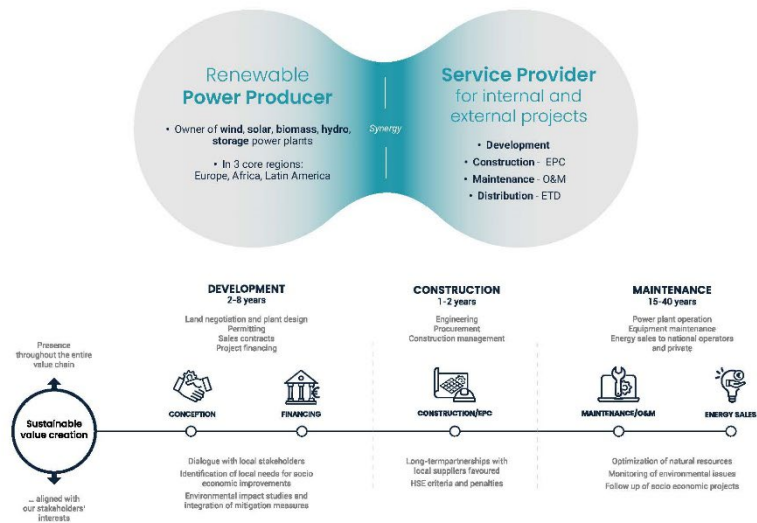 Renewable
Power Producer
• Owner of wind, solar, biomass, hydro,
storage power plants
• In 3 core regions:
Europe, Africa, Latin America
Synergy
Service Provider
for internal and
external projects
• Development
• Construction - EPC
• Maintenance - O&M
• Distribution - ETD
DEVELOPMENT
2-8 years
Land negotiation and plant design
Permitting
Sales contracts
Project financing
CONSTRUCTION
1-2 years
Engineering
Procurement
Construction management
MAINTENANCE
15-40 years
Power plant operation
Equipment maintenance
Energy sales to national operators
and private
Presence
throughout the entire
value chain
Sustainable
value creation
... aligned with
our stakeholders'
interests
CONCEPTION
FINANCING
CONSTRUCTION/EPC
MAINTENANCE/O&M
ENERGY SALES
Dialogue with local stakeholders
Identification of local needs for socio
economic improvements
Environmental impact studies and
integration of mitigation measures
Long-termpartnerships with
local suppliers favoured
HSE criteria and penalties
Optimization of natural resources
Monitoring of environmental issues
Follow up of socio economic projects